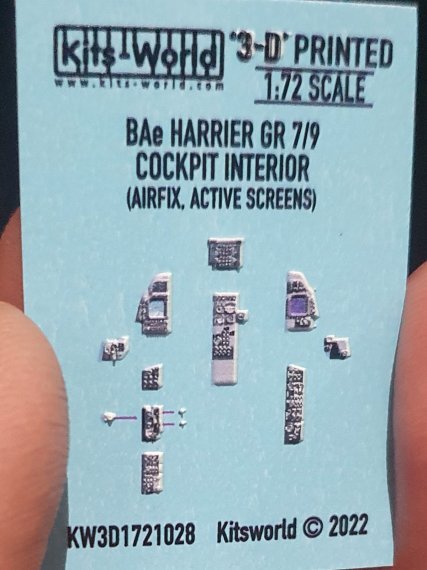 Kits-World "3-D" PRINTED
www.kits-world.com 1:72 SCALE
BAe HARRIER GR 7/9
COCKPIT INTERIOR
(AIRFIX, ACTIVE SCREENS)
KW3D1721028 Kitsworld © 2022